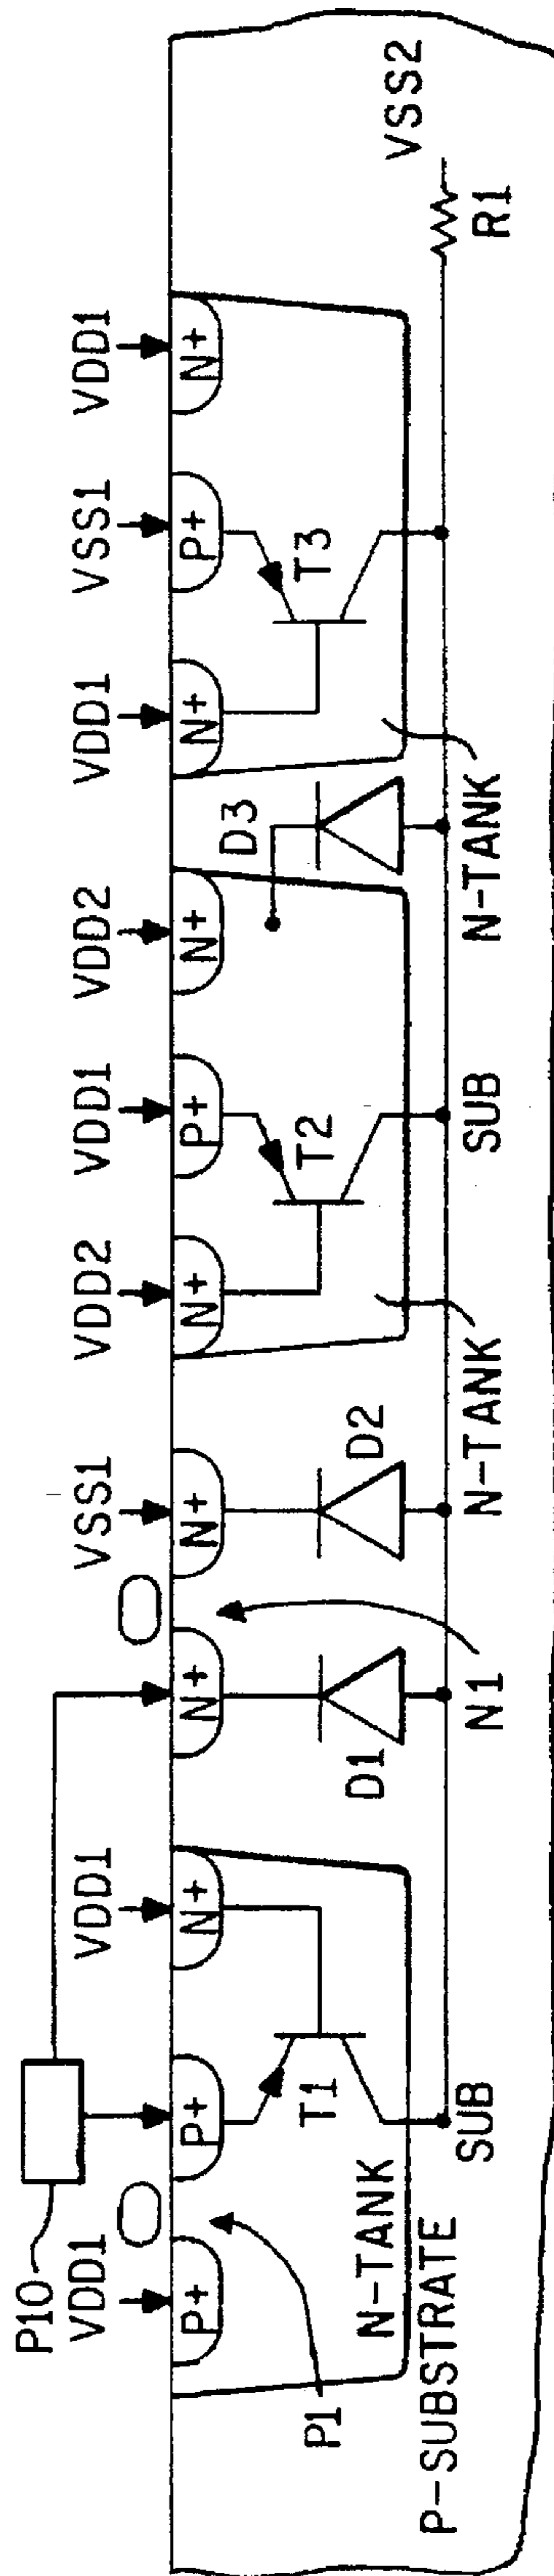 P10
VDD1
VDD1
VSS1
VDD2
VDD1
VDD2
VDD1
VSS1
VDD1
P+
P+
N+
N+
N+
N+
P+
N+
N+
P+
N+
P1
T1
D1
D2
T2
D3
T3
N-TANK
SUB
N1
N-TANK
SUB
N-TANK
R1
VSS2
P-SUBSTRATE